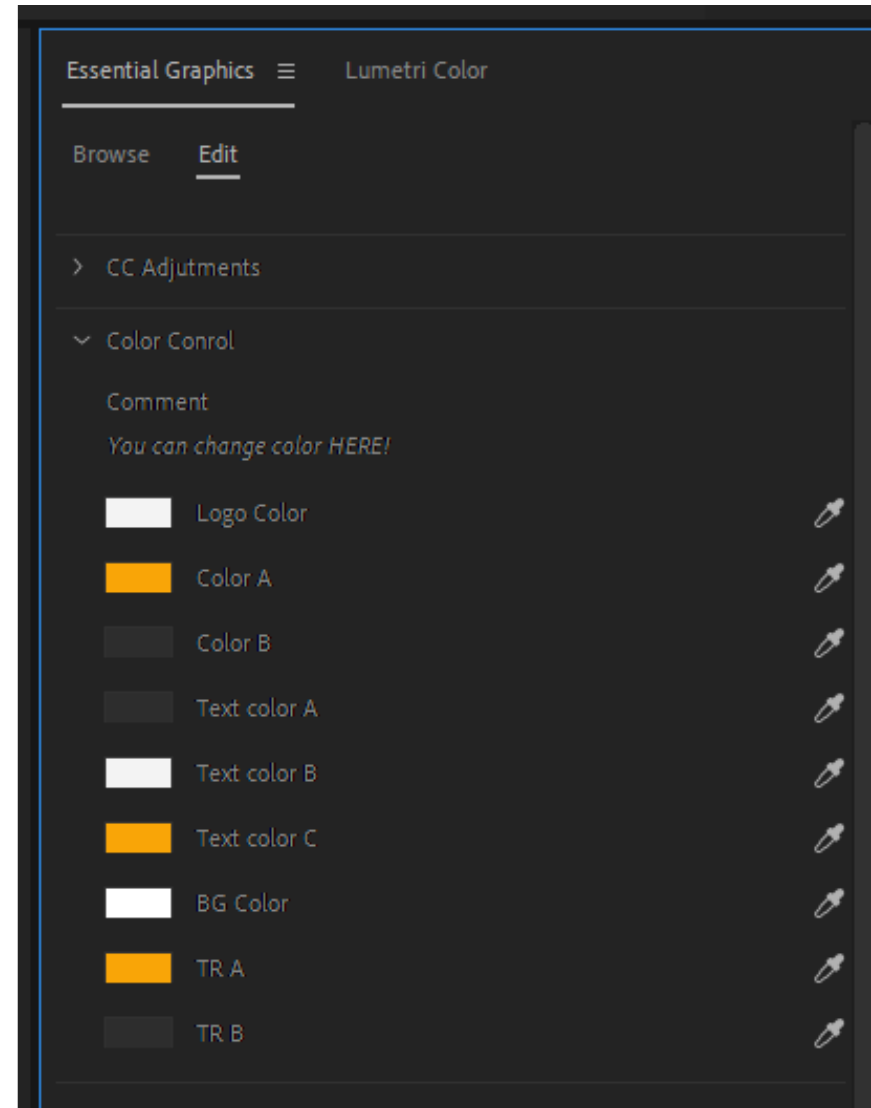 Essential Graphics Lumetri Color
Browse Edit
CC Adjutments
Color Conrol
Comment
You can change color HERE!
Logo Color
Color A
Color B
Text color A
Text color B
Text color C
BG Color
TR A
TR B